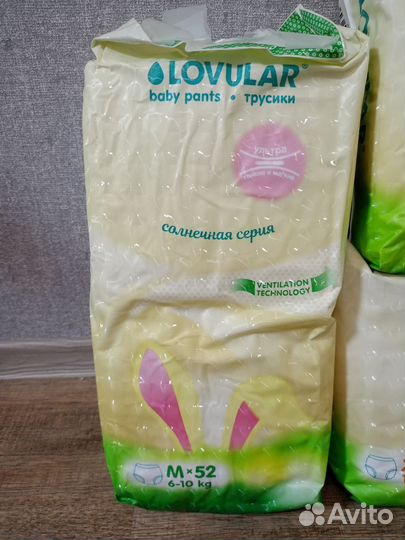 LOVULAR®
baby pants • трусики
ультра
солнечная серия
VENTILATION
TECHNOLOGY
M×52
6-10 kg
Avito